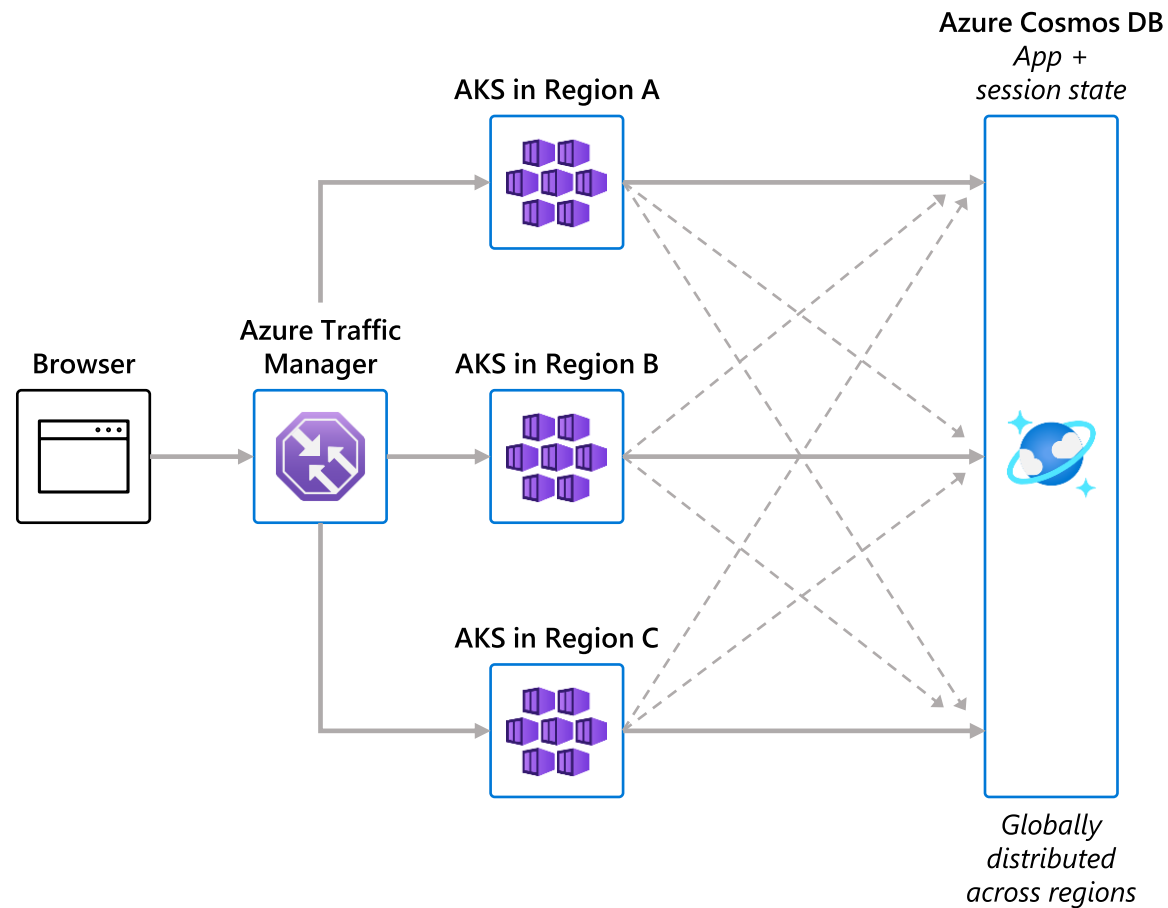 Azure Cosmos DB
App +
session state
AKS in Region A
Azure Traffic
Manager
Browser
AKS in Region B
AKS in Region C
Globally
distributed
across regions